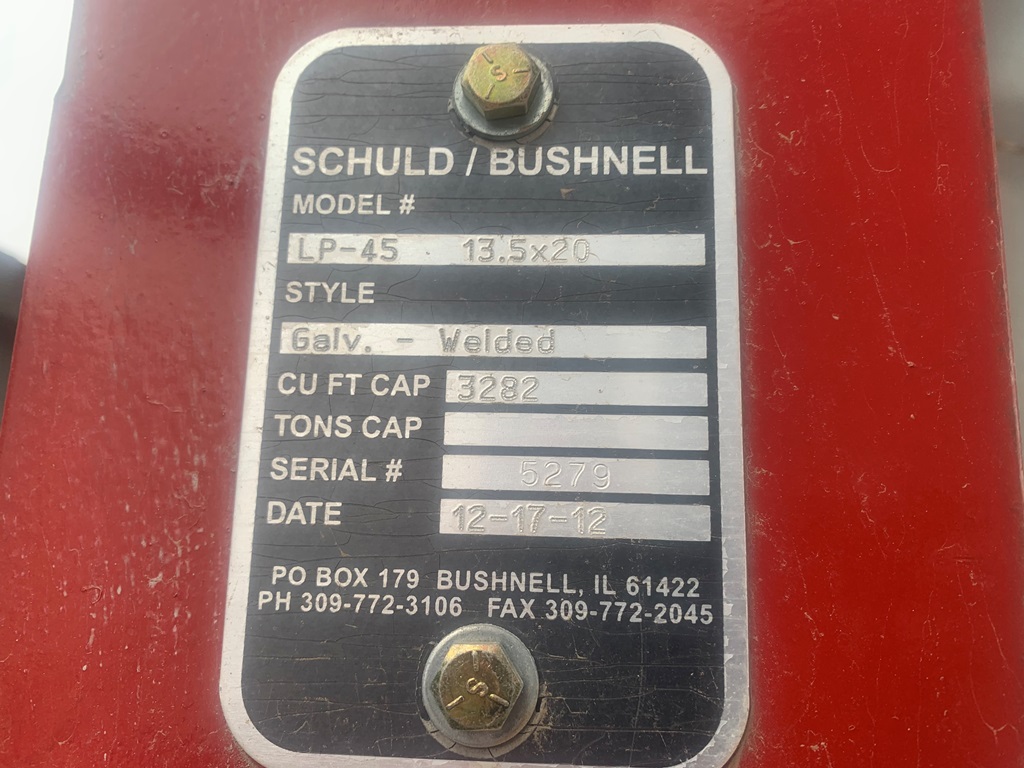 S
SCHULD / BUSHNELL
MODEL #
LP-45 13.5x20
STYLE
Galv. - Welded
CU FT CAP 3282
TONS CAP
SERIAL # 5279
DATE 12-17-12
PO BOX 179 BUSHNELL, IL 61422
PH 309-772-3106 FAX 309-772-2045
S